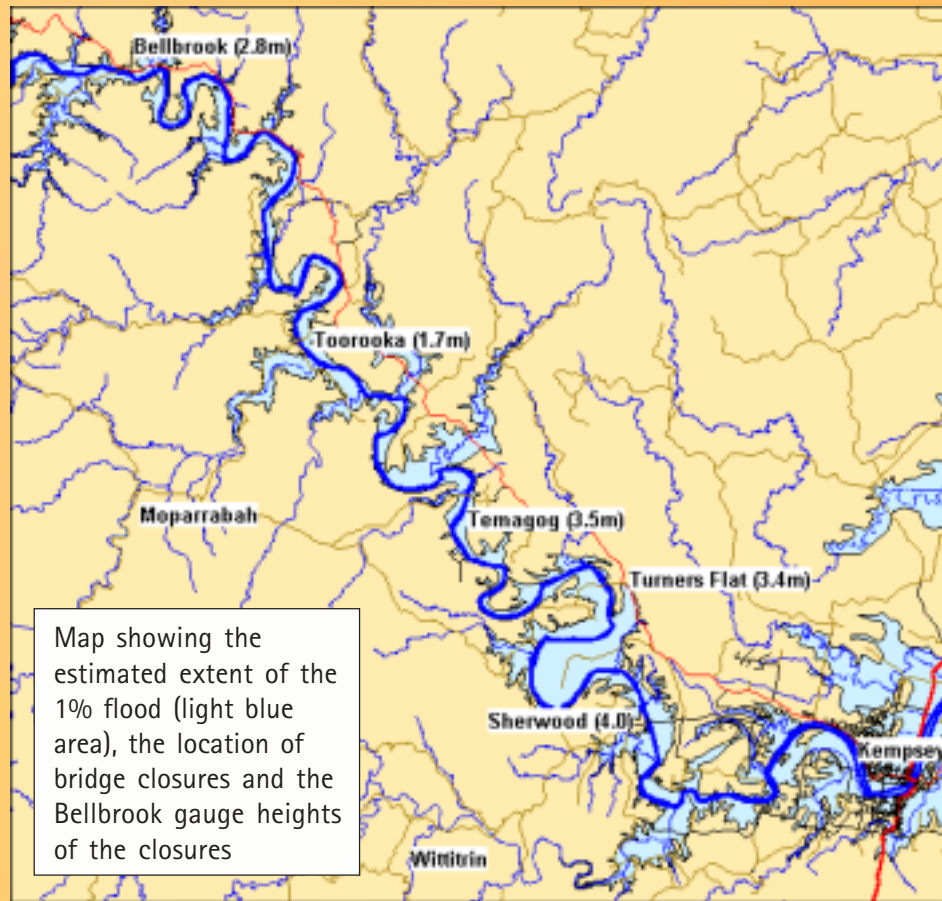 Bellbrook (2.8m)
Toorooka (1.7m)
Moparrabah
Temagog (3.5m)
Turners Flat (3.4m)
Sherwood (4.0)
Kempsey
Wittitrin
Map showing the
estimated extent of the
1% flood (light blue
area), the location of
bridge closures and the
Bellbrook gauge heights
of the closures